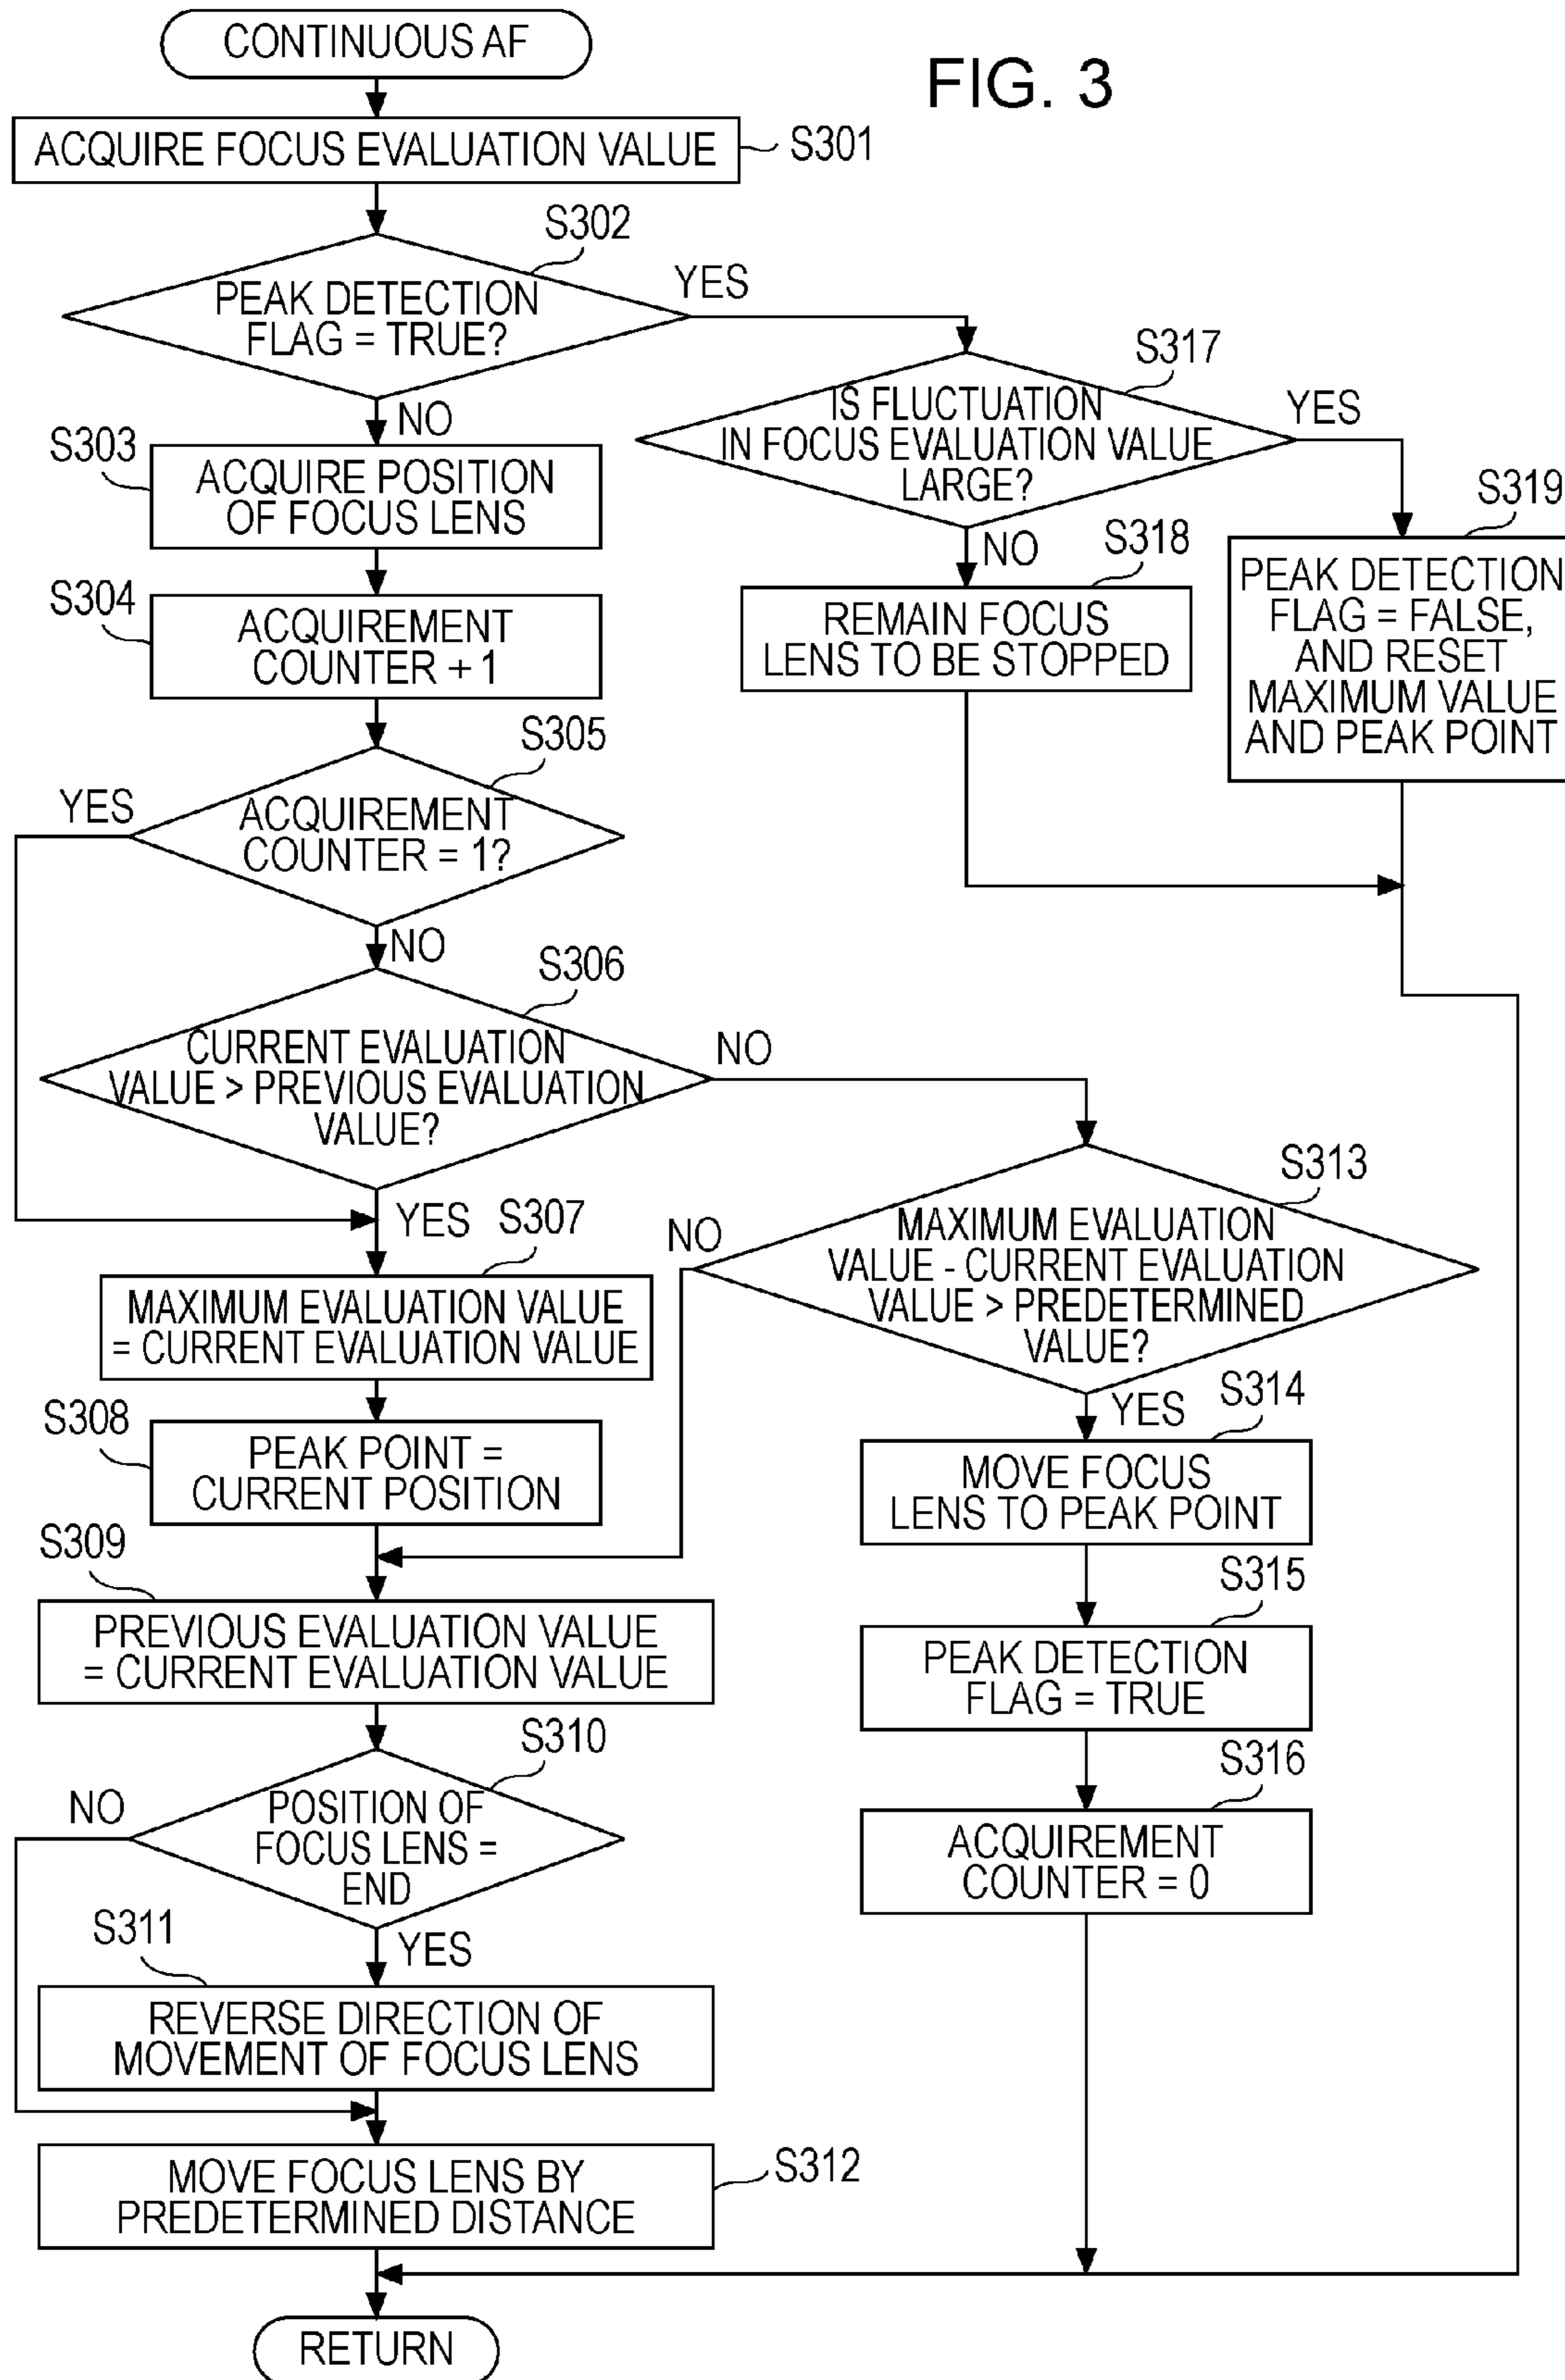 CONTINUOUS AF
FIG. 3
ACQUIRE FOCUS EVALUATION VALUE
S301
S302
PEAK DETECTION
FLAG = TRUE?
YES
NO
S303
ACQUIRE POSITION
OF FOCUS LENS
S304
ACQUIREMENT
COUNTER + 1
S305
YES
ACQUIREMENT
COUNTER = 1?
NO
S306
CURRENT EVALUATION
VALUE > PREVIOUS EVALUATION
VALUE?
NO
YES
S307
MAXIMUM EVALUATION VALUE
= CURRENT EVALUATION VALUE
S308
PEAK POINT =
CURRENT POSITION
S309
PREVIOUS EVALUATION VALUE
= CURRENT EVALUATION VALUE
S310
NO
POSITION OF
FOCUS LENS =
END
S311
YES
REVERSE DIRECTION OF
MOVEMENT OF FOCUS LENS
MOVE FOCUS LENS BY
PREDETERMINED DISTANCE
S312
RETURN
S313
NO
MAXIMUM EVALUATION
VALUE - CURRENT EVALUATION
VALUE > PREDETERMINED
VALUE?
YES
S314
MOVE FOCUS
LENS TO PEAK POINT
S315
PEAK DETECTION
FLAG = TRUE
S316
ACQUIREMENT
COUNTER = 0
S317
IS FLUCTUATION
IN FOCUS EVALUATION VALUE
LARGE?
YES
NO
S318
REMAIN FOCUS
LENS TO BE STOPPED
S319
PEAK DETECTION
FLAG = FALSE,
AND RESET
MAXIMUM VALUE
AND PEAK POINT